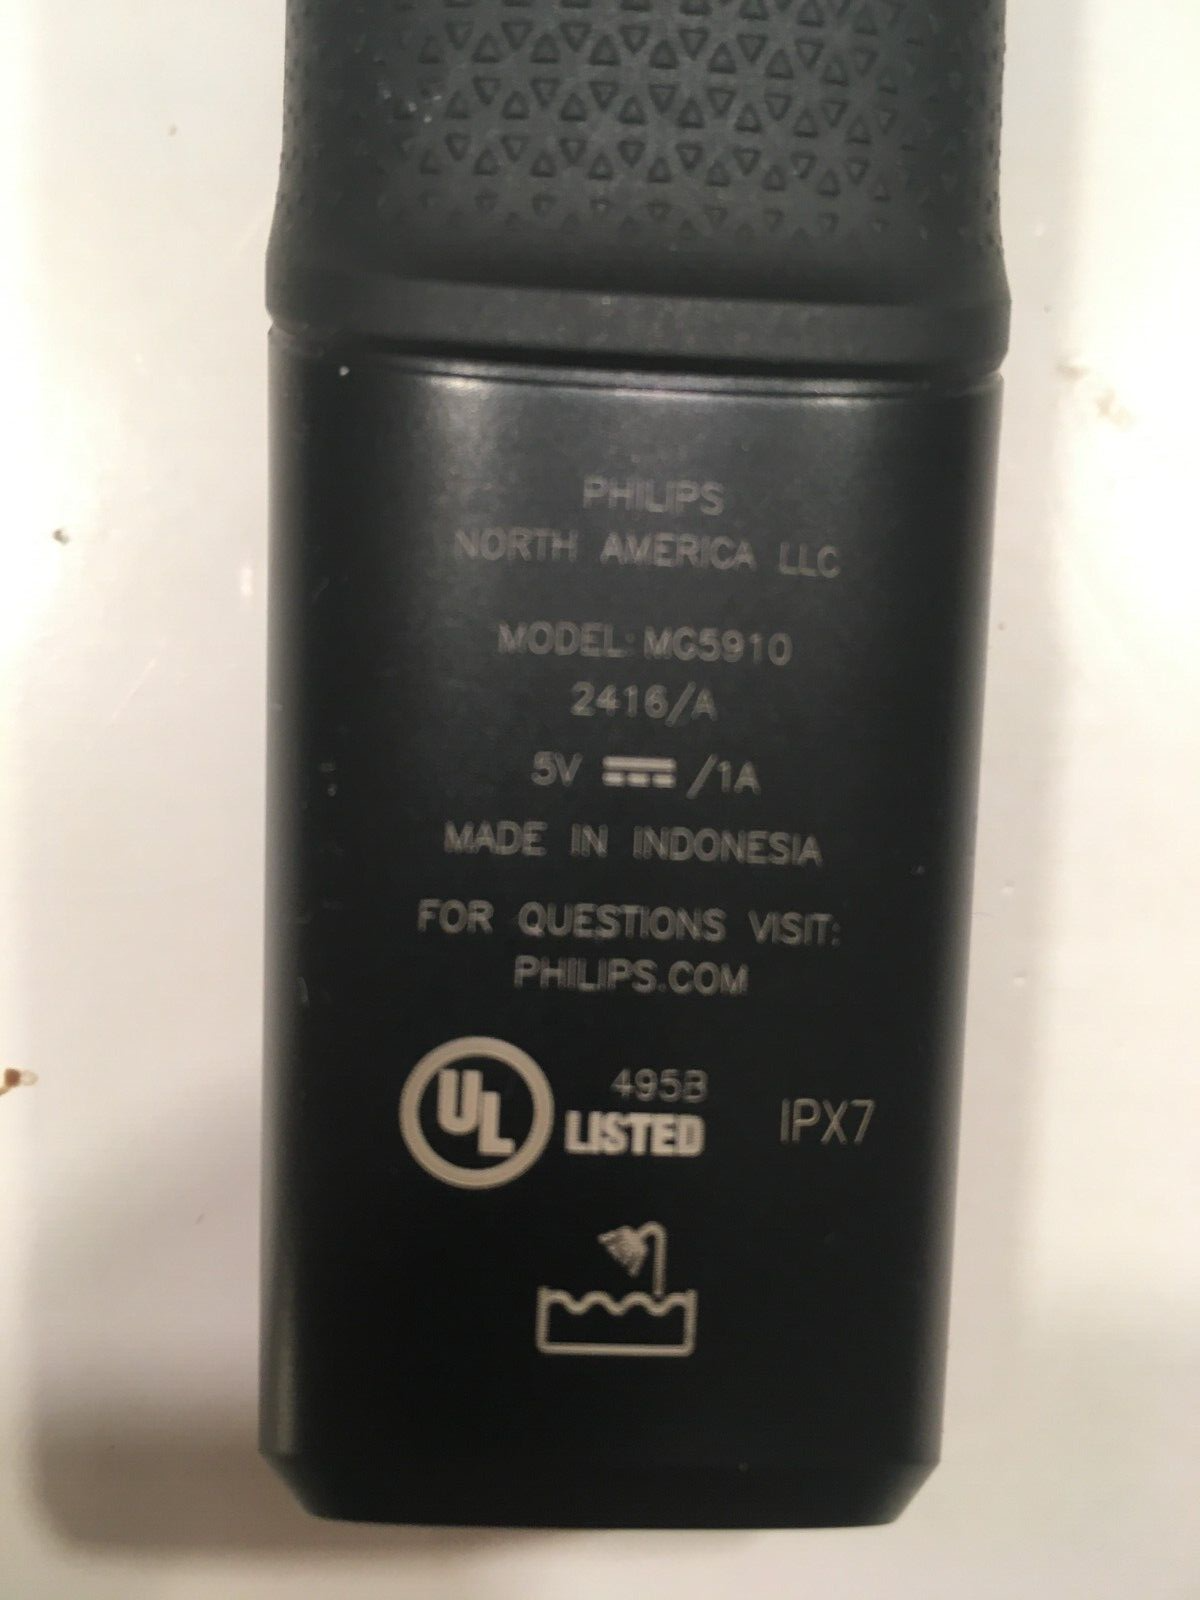 PHILIPS
NORTH AMERICA LLC
MODEL: MG5910
2416/A
5V /1A
MADE IN INDONESIA
FOR QUESTIONS VISIT:
PHILIPS.COM
UL
495B
LISTED
IPX7